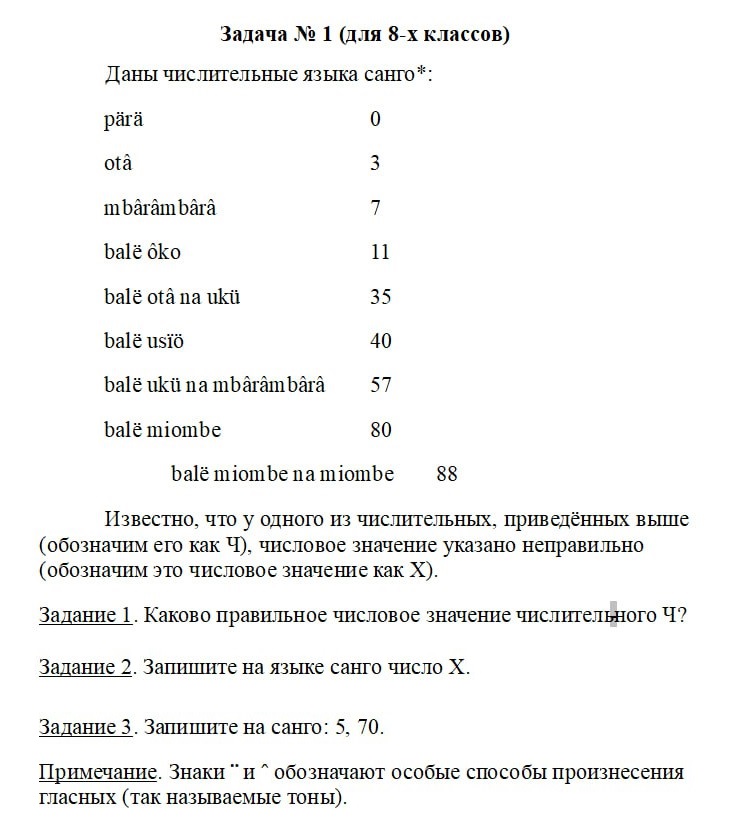 Задача № 1 (для 8-х классов)
Даны числительные языка санго*:
pärä 0
otâ 3
mbârâmbârâ 7
balë ôko 11
balë otâ na ukü 35
balë usïö 40
balë ukü na mbârâmbârâ 57
balë miombe 80
balë miombe na miombe 88
Известно, что у одного из числительных, приведённых выше
(обозначим его как Ч), числовое значение указано неправильно
(обозначим это числовое значение как Х).
Задание 1. Каково правильное числовое значение числительного Ч?
Задание 2. Запишите на языке санго число Х.
Задание 3. Запишите на санго: 5, 70.
Примечание. Знаки ¨ и ˆ обозначают особые способы произнесения
гласных (так называемые тоны).